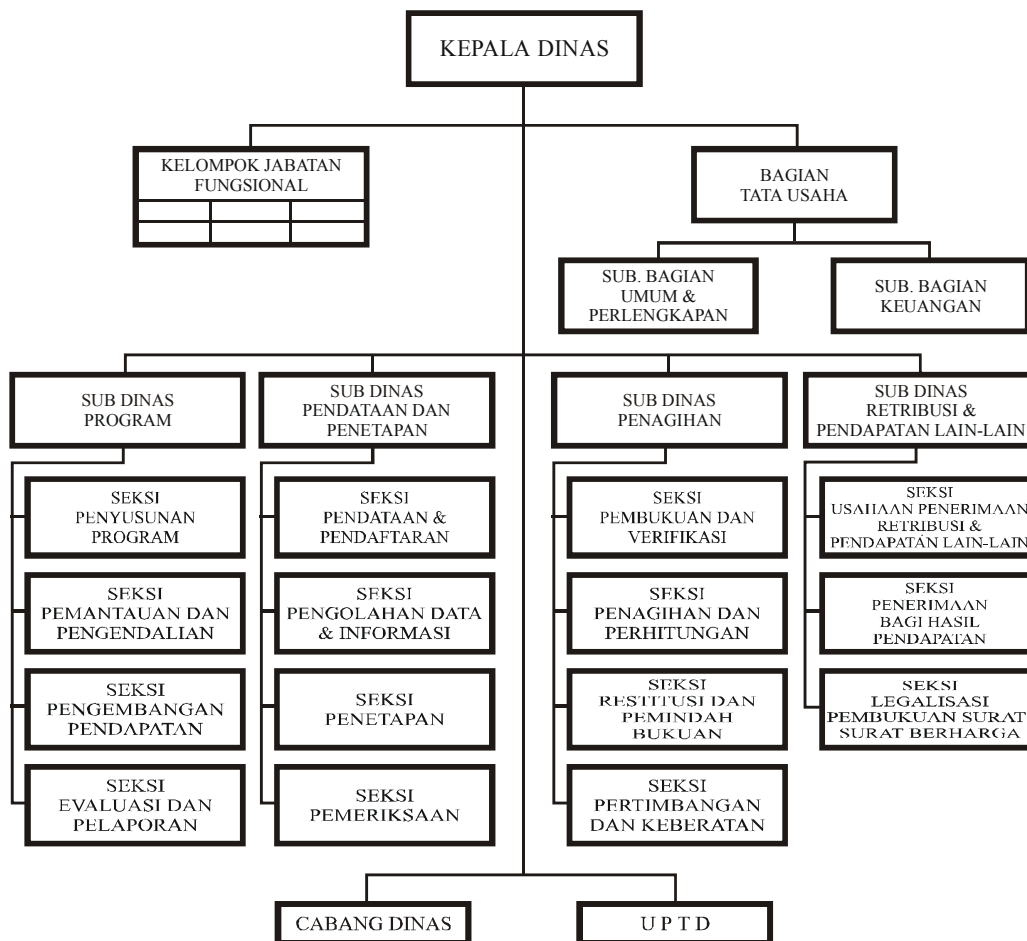 KEPALA DINAS
KELOMPOK JABATAN
FUNGSIONAL
BAGIAN
TATA USAHA
SUB. BAGIAN
UMUM &
PERLENGKAPAN
SUB. BAGIAN
KEUANGAN
SUB DINAS
PROGRAM
SUB DINAS
PENDATAAN DAN
PENETAPAN
SUB DINAS
PENAGIHAN
SUB DINAS
RETRIBUSI &
PENDAPATAN LAIN-LAIN
SEKSI
PENYUSUNAN
PROGRAM
SEKSI
PEMANTAUAN DAN
PENGENDALIAN
SEKSI
PENGEMBANGAN
PENDAPATAN
SEKSI
EVALUASI DAN
PELAPORAN
SEKSI
PENDATAAN &
PENDAFTARAN
SEKSI
PENGOLAHAN DATA
& INFORMASI
SEKSI
PENETAPAN
SEKSI
PEMERIKSAAN
SEKSI
PEMBUKUAN DAN
VERIFIKASI
SEKSI
PENAGIHAN DAN
PERHITUNGAN
SEKSI
RESTITUSI DAN
PEMINDAH
BUKUAN
SEKSI
PERTIMBANGAN
DAN KEBERATAN
SEKSI
USAHAAN PENERIMAAN
RETRIBUSI &
PENDAPATAN LAIN-LAIN
SEKSI
PENERIMAAN
BAGI HASIL
PENDAPATAN
SEKSI
LEGALISASI
PEMBUKUAN SURAT
SURAT BERHARGA
CABANG DINAS
U P T D